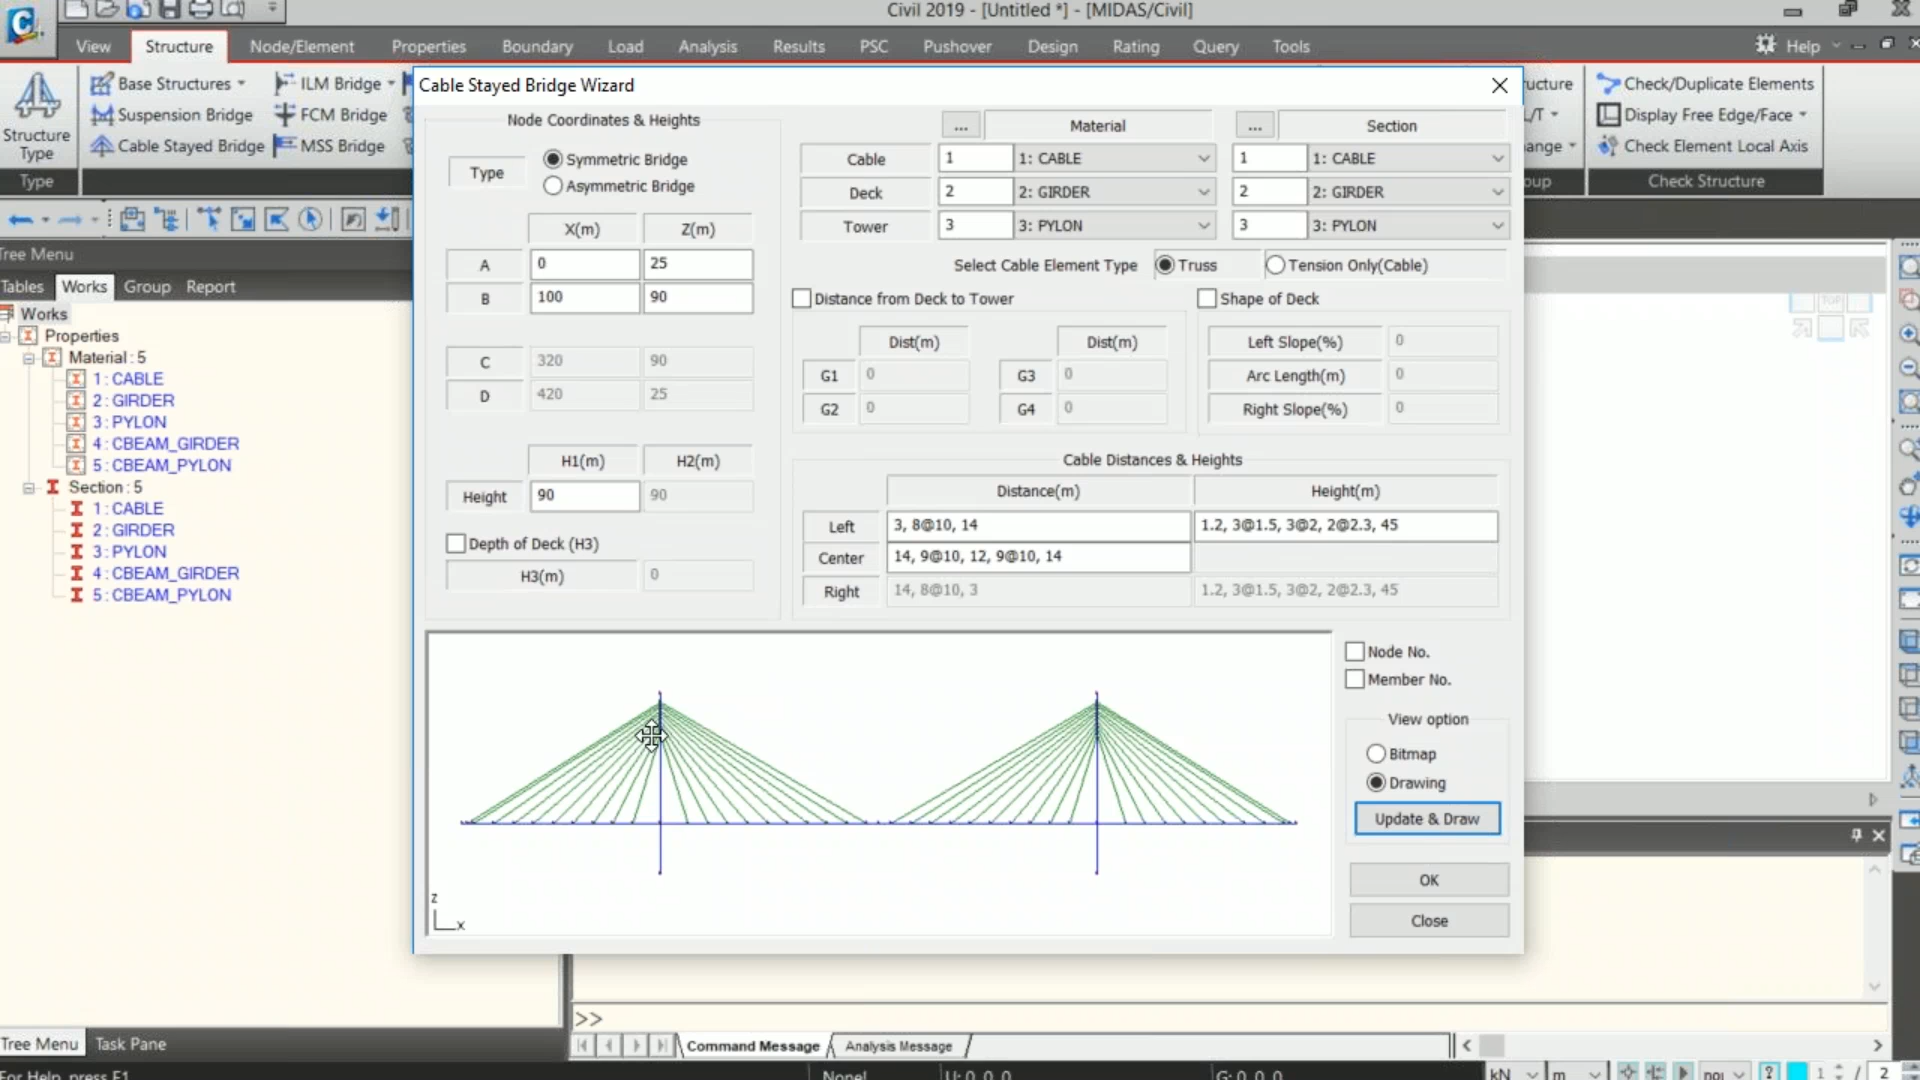 Civil 2019 - [Untitled *] - [MIDAS/Civil]
View Structure Node/Element Properties Boundary Load Analysis Results PSC Pushover Design Rating Query Tools Help
Base Structures ILM Bridge
Suspension Bridge FCM Bridge
Cable Stayed Bridge MSS Bridge
Structure
Type
Type
Check/Duplicate Elements
Display Free Edge/Face
Check Element Local Axis
Check Structure
Cable Stayed Bridge Wizard
Node Coordinates & Heights
Type
Symmetric Bridge
Asymmetric Bridge
X(m) Z(m)
A 0 25
B 100 90
C 320 90
D 420 25
H1(m) H2(m)
Height 90 90
Depth of Deck (H3)
H3(m) 0
... Material ... Section
Cable 1 1: CABLE 1 1: CABLE
Deck 2 2: GIRDER 2 2: GIRDER
Tower 3 3: PYLON 3 3: PYLON
Select Cable Element Type Truss Tension Only(Cable)
Distance from Deck to Tower
Dist(m) Dist(m)
G1 0 G3 0
G2 0 G4 0
Shape of Deck
Left Slope(%) 0
Arc Length(m) 0
Right Slope(%) 0
Cable Distances & Heights
Distance(m) Height(m)
Left 3, 8@10, 14 1.2, 3@1.5, 3@2, 2@2.3, 45
Center 14, 9@10, 12, 9@10, 14
Right 14, 8@10, 3 1.2, 3@1.5, 3@2, 2@2.3, 45
Node No.
Member No.
View option
Bitmap
Drawing
Update & Draw
OK
Close
z
x
Tree Menu
Tables Works Group Report
Works
Properties
Material : 5
1 : CABLE
2 : GIRDER
3 : PYLON
4 : CBEAM_GIRDER
5 : CBEAM_PYLON
Section : 5
1 : CABLE
2 : GIRDER
3 : PYLON
4 : CBEAM_GIRDER
5 : CBEAM_PYLON
TOP
>>
Tree Menu Task Pane
Command Message Analysis Message
For Help, press F1 None! U: 0, 0, 0 G: 0, 0, 0 kN m 1 / 2